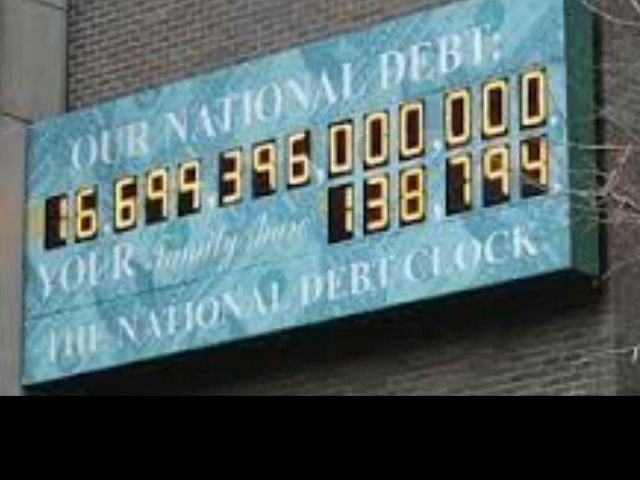 OUR NATIONAL DEBT:
16,699,396,000,000.
YOUR Family share 138,794.
THE NATIONAL DEBT CLOCK